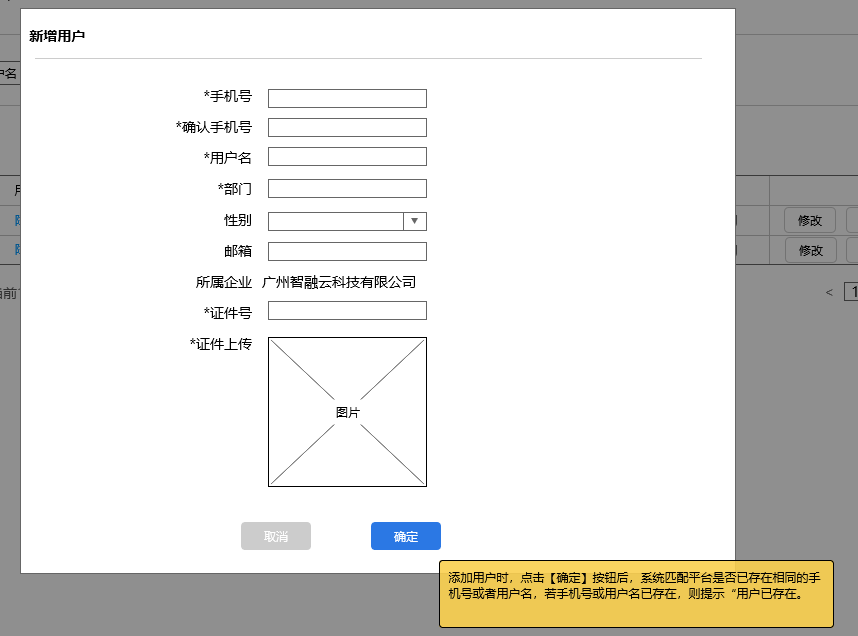 新增用户
户名
*手机号
*确认手机号
*用户名
*部门
性别
邮箱
所属企业 广州智融云科技有限公司
*证件号
*证件上传
图片
取消
确定
修改
修改
当前
<
1
添加用户时，点击【确定】按钮后，系统匹配平台是否已存在相同的手
机号或者用户名，若手机号或用户名已存在，则提示“用户已存在。